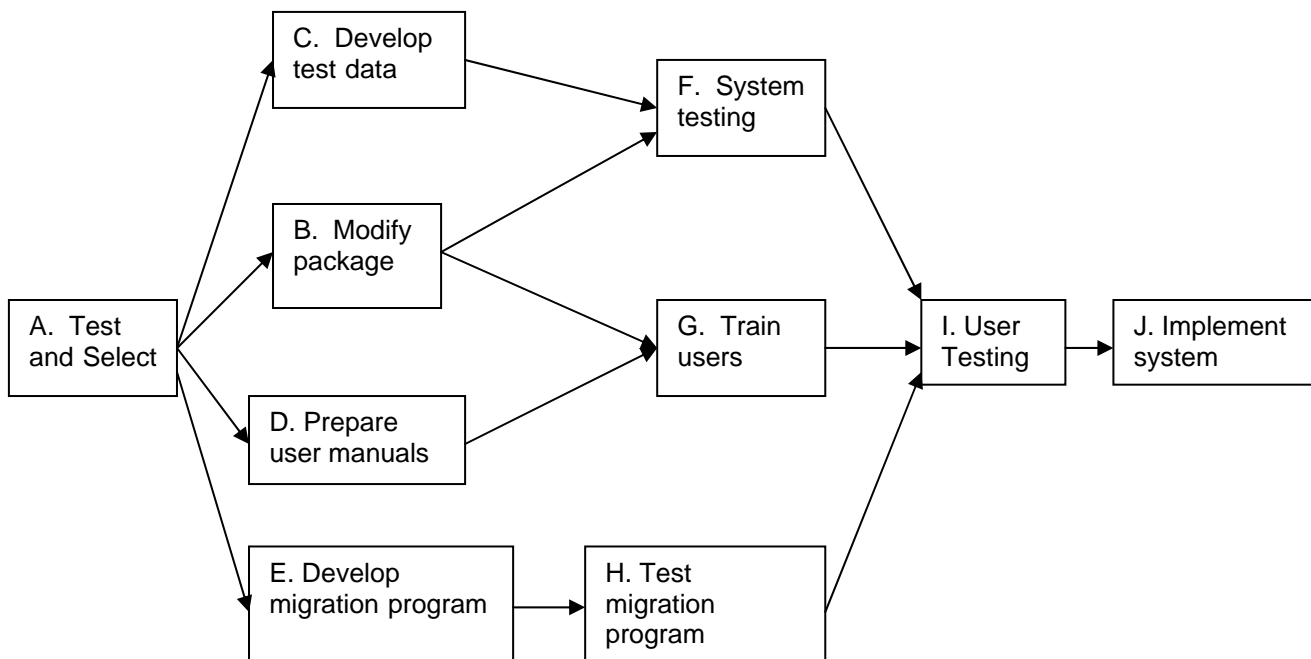 C. Develop
test data
F. System
testing
B. Modify
package
A. Test
and Select
G. Train
users
I. User
Testing
J. Implement
system
D. Prepare
user manuals
E. Develop
migration program
H. Test
migration
program